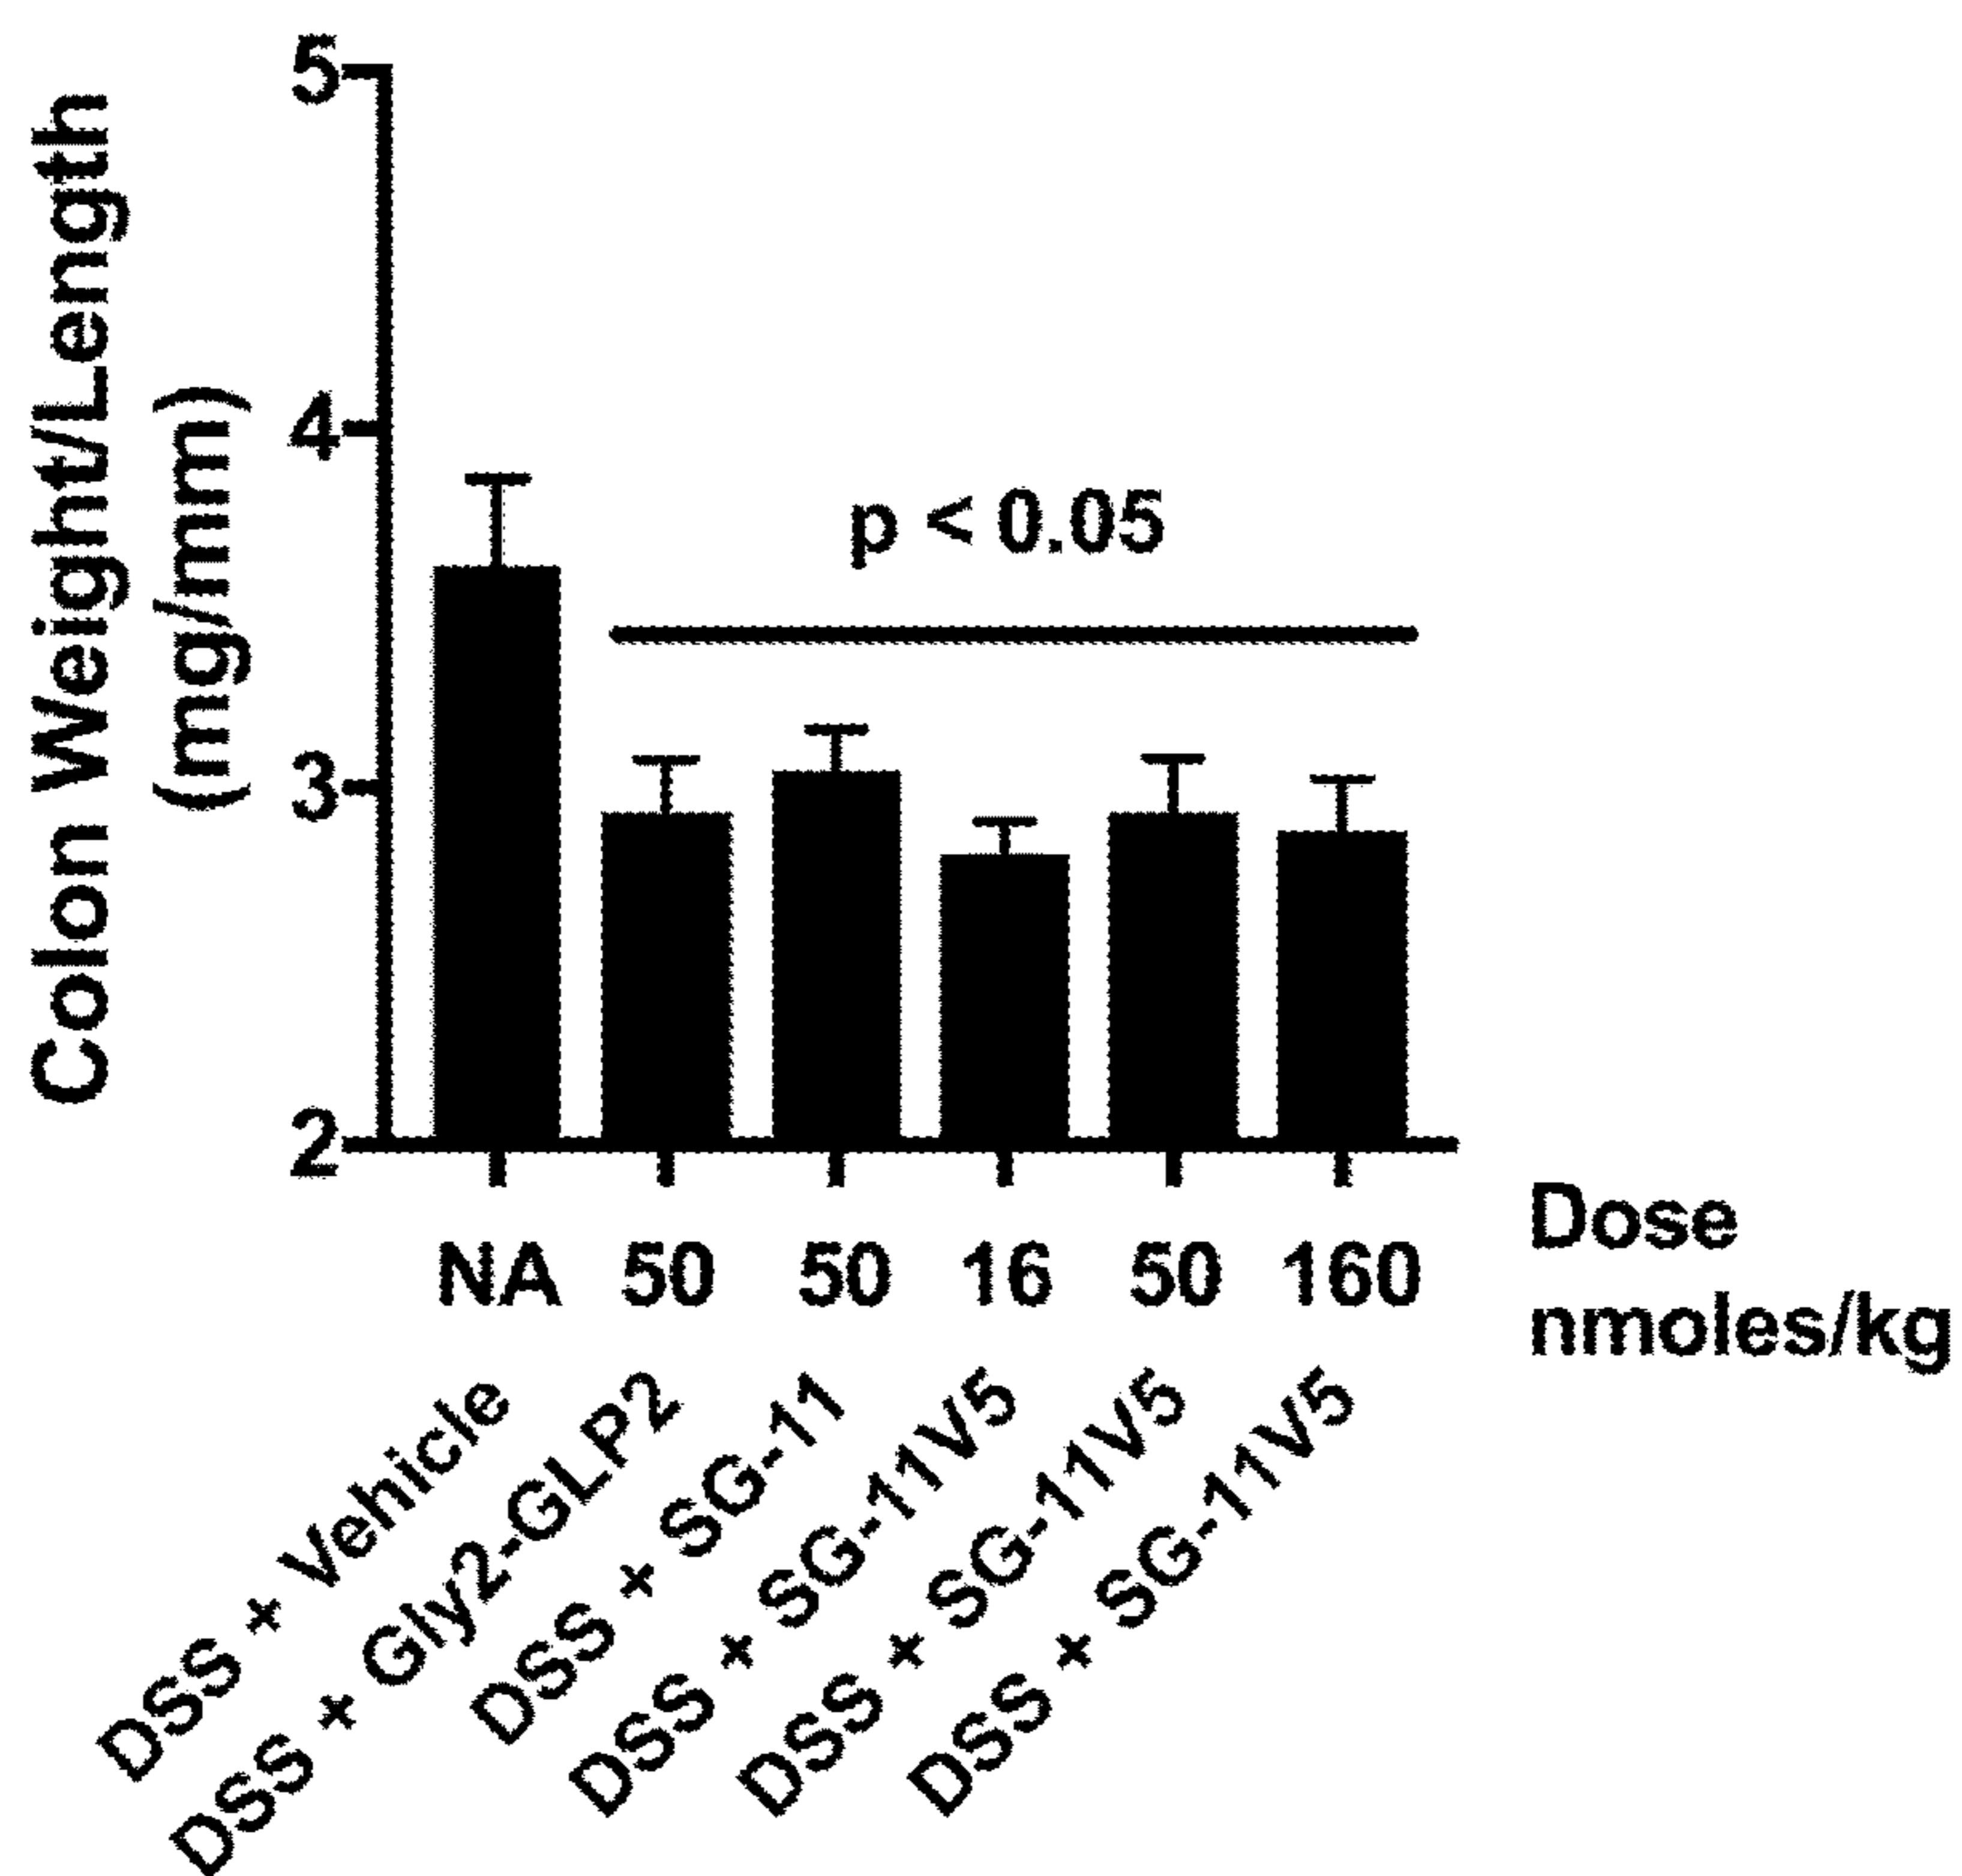 Colon Weight/Length
(mg/mm)
5
4
3
2
p < 0.05
NA 50 50 16 50 160
Dose
nmoles/kg
DSS + vehicle
DSS + Gly2-GLP2
DSS + SG-11
DSS + SG-11V5
DSS + SG-11V5
DSS + SG-11V5